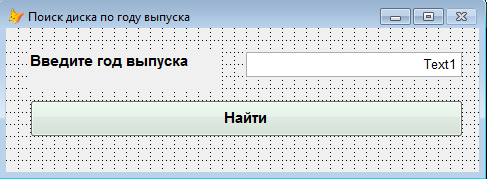 Поиск диска по году выпуска
Введите год выпуска
Text1
Найти